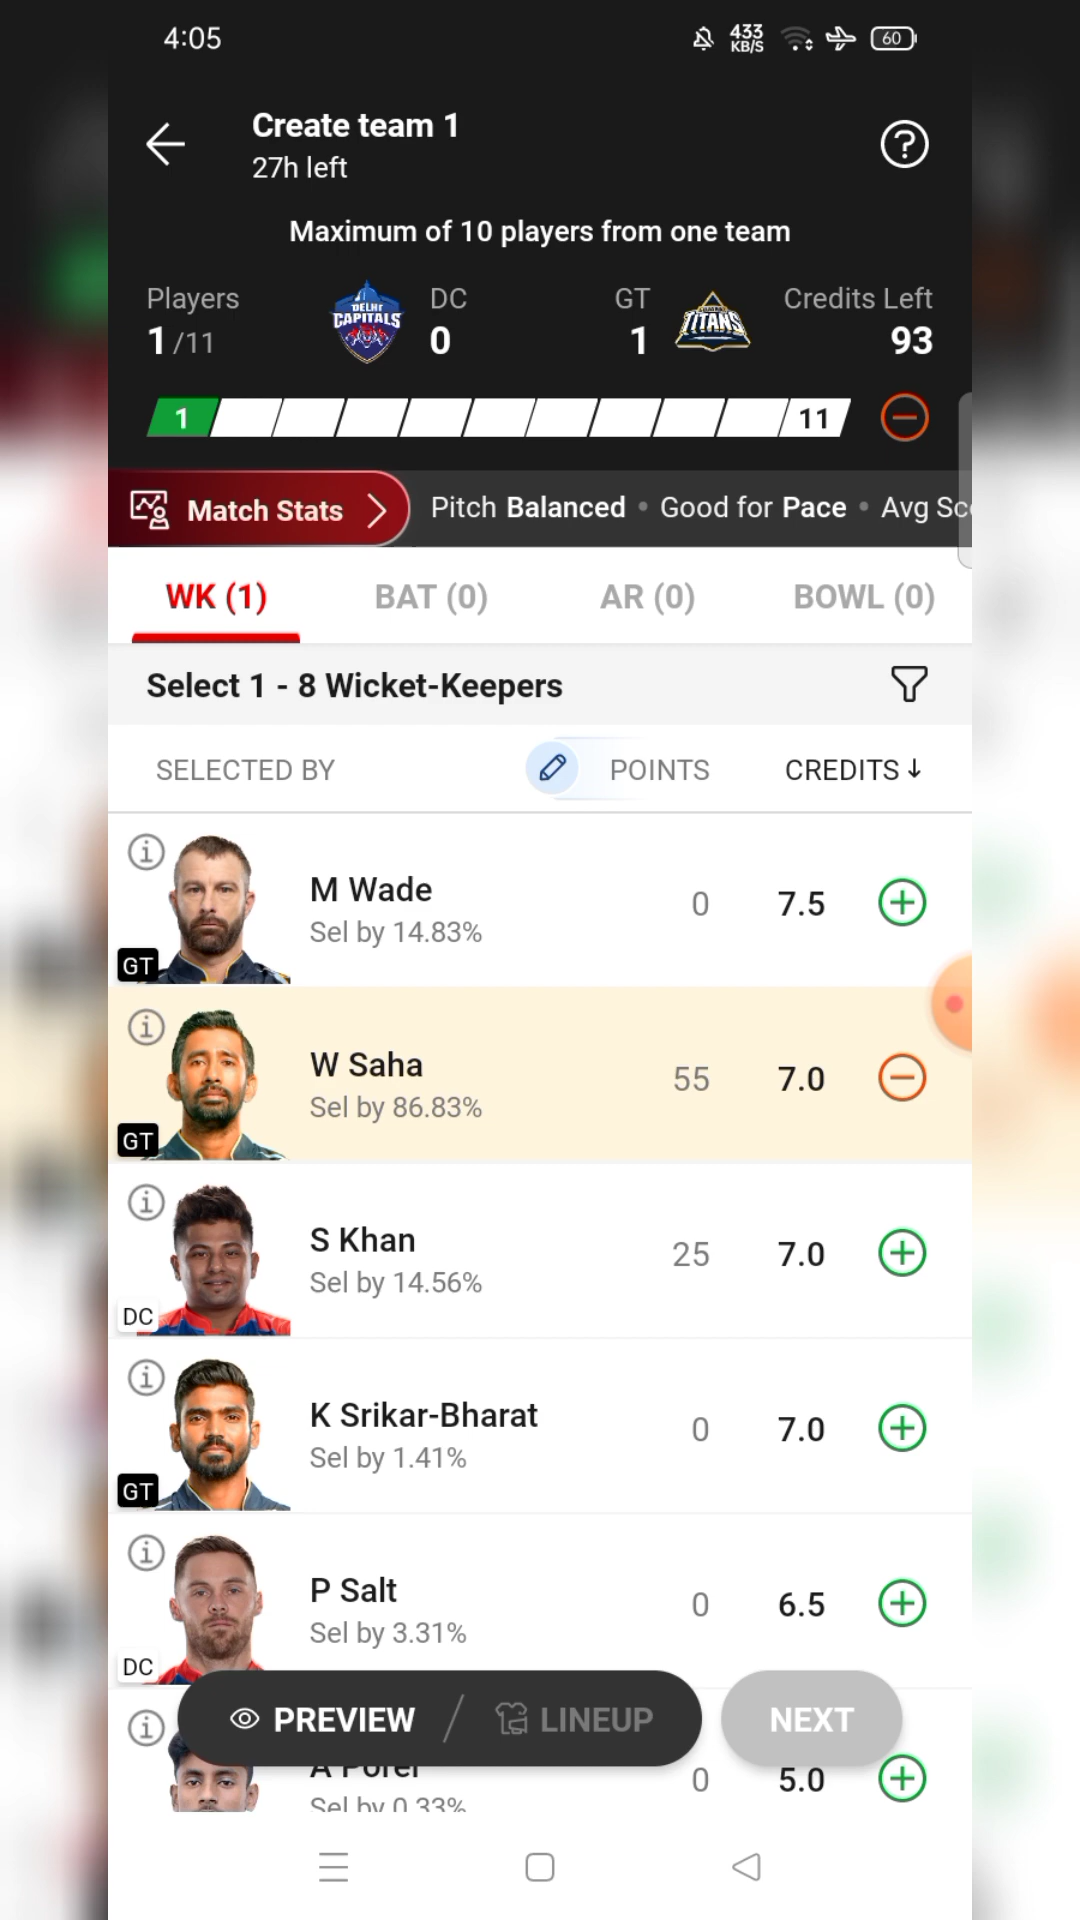 4:05
433
KB/S
60
Create team 1
27h left
Maximum of 10 players from one team
Players
1 /11
DELHI
CAPITALS
DC
0
GT
1
TITANS
Credits Left
93
1
11
Match Stats
Pitch Balanced • Good for Pace • Avg Sc
WK (1)
BAT (0)
AR (0)
BOWL (0)
Select 1 - 8 Wicket-Keepers
SELECTED BY
POINTS
CREDITS ↓
M Wade
Sel by 14.83%
GT
0
7.5
W Saha
Sel by 86.83%
GT
55
7.0
S Khan
Sel by 14.56%
DC
25
7.0
K Srikar-Bharat
Sel by 1.41%
GT
0
7.0
P Salt
Sel by 3.31%
DC
0
6.5
PREVIEW
LINEUP
NEXT
A Porel
Sel by 0.33%
0
5.0